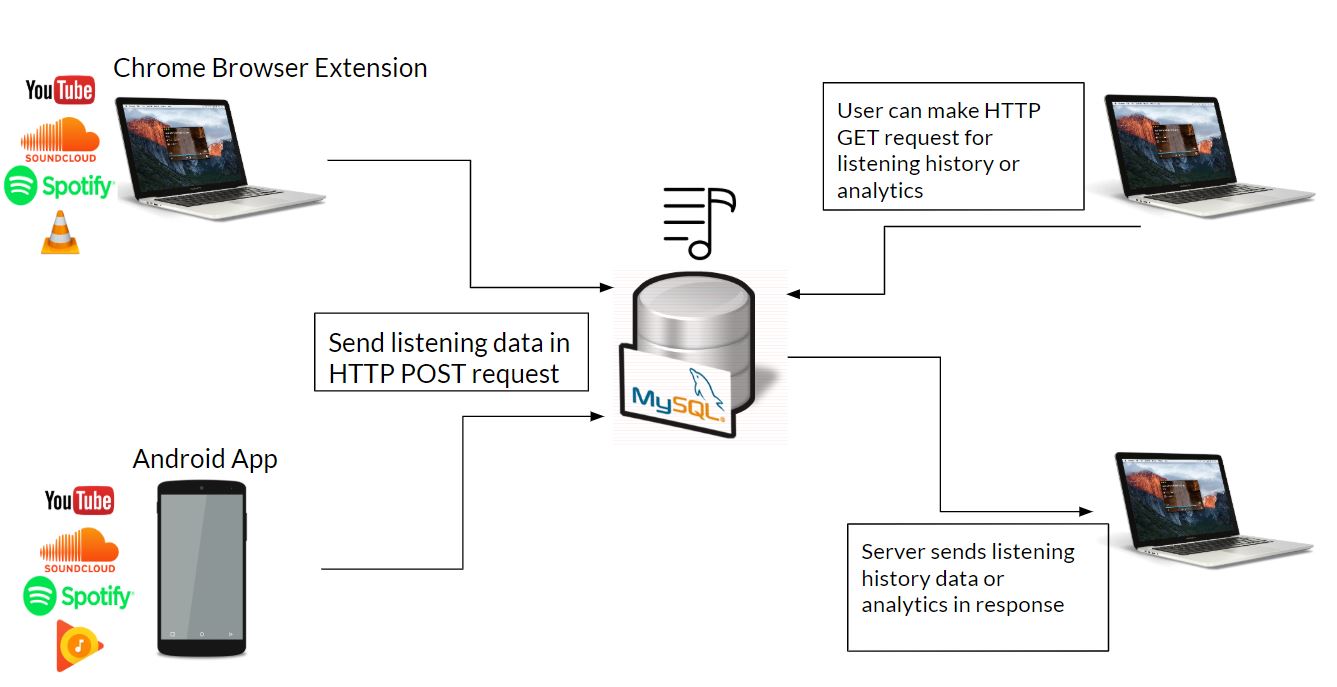 Chrome Browser Extension
YouTube
SOUNDCLOUD
Spotify
User can make HTTP
GET request for
listening history or
analytics
Send listening data in
HTTP POST request
MySQL
Android App
YouTube
SOUNDCLOUD
Spotify
Server sends listening
history data or
analytics in response